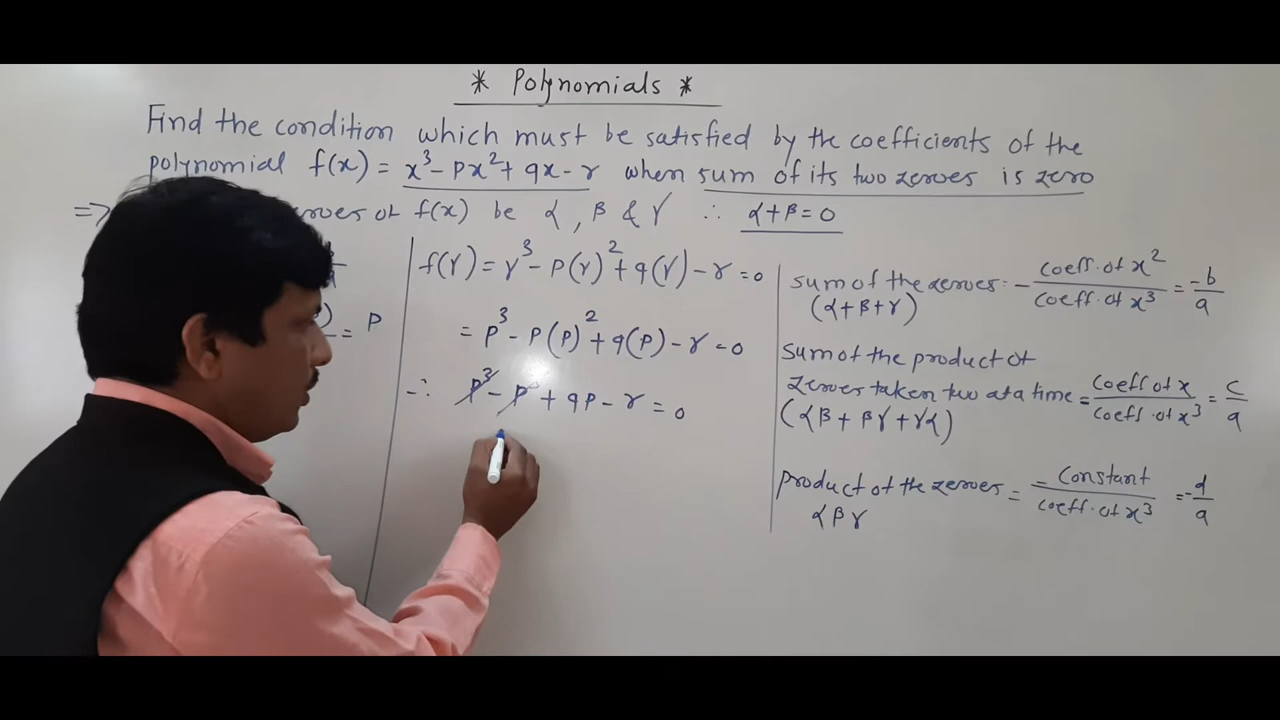 * Polynomials *
Find the condition which must be satisfied by the coefficients of the
polynomial f(x) = x³ - px² + qx - r when sum of its two zeroes is zero
=> of f(x) be α, β & γ ∴ α+β=0
= P
f(γ) = γ³ - P(γ)² + q(γ) - r = 0
= P³ - P(P)² + q(P) - r = 0
∴ P³ - P³ + qP - r = 0
sum of the zeroes: - coeff. of x² / coeff. of x³ = -b/a
(α+β+γ)
Sum of the product of
zeroes taken two at a time = coeff of x / coeff. of x³ = c/a
(αβ + βγ + γα)
product of the zeroes = - constant / coeff. of x³ = -d/a
αβγ